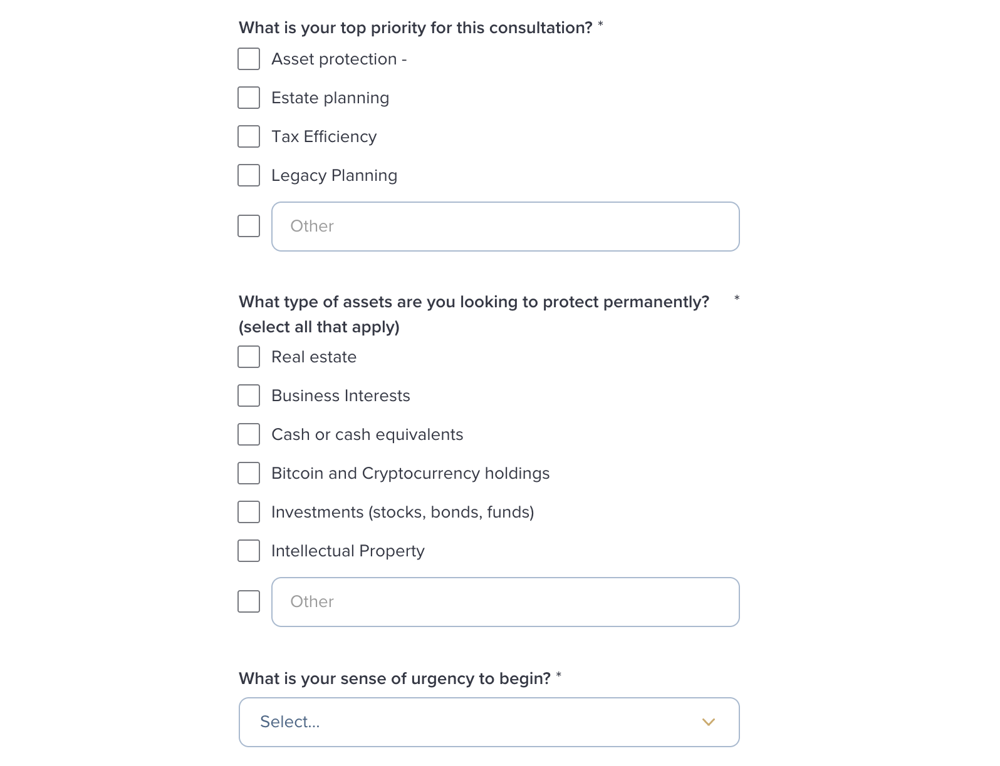 What is your top priority for this consultation? *
Asset protection -
Estate planning
Tax Efficiency
Legacy Planning
Other
What type of assets are you looking to protect permanently? *
(select all that apply)
Real estate
Business Interests
Cash or cash equivalents
Bitcoin and Cryptocurrency holdings
Investments (stocks, bonds, funds)
Intellectual Property
Other
What is your sense of urgency to begin? *
Select...